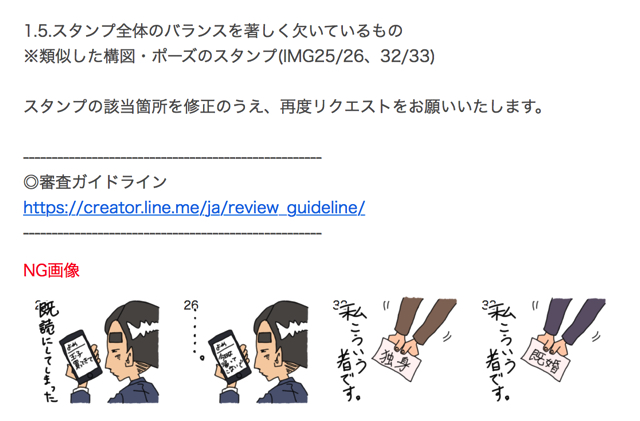 1.5.スタンプ全体のバランスを著しく欠いているもの
※類似した構図・ポーズのスタンプ(IMG25/26、32/33)
スタンプの該当箇所を修正のうえ、再度リクエストをお願いいたします。
------------------------------------------------------
◎審査ガイドライン
https://creator.line.me/ja/review_guideline/
------------------------------------------------------
NG画像
既読にしてしまった
26
・・・・・。
私こういう者です。
独身
私こういう者です。
既婚